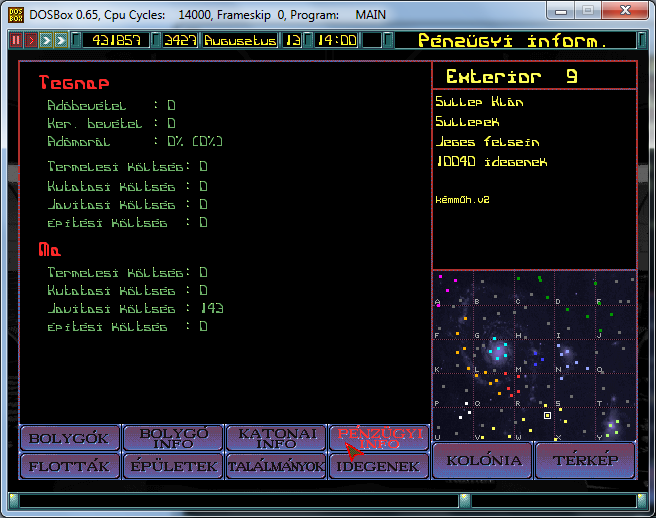 DOSBox 0.65, Cpu Cycles: 14000, Frameskip 0, Program: MAIN
431857 3427 Augusztus 13 14:00 Pénzügyi inform.
Tegnap
Adóbevétel : 0
Ker. bevétel : 0
Adómorál : 0% (0%)
Termelési költség: 0
Kutatási költség : 0
Javítási költség : 0
Építési költség : 0
Ma
Termelési költség: 0
Kutatási költség : 0
Javítási költség : 143
Építési költség : 0
Exterior 9
Sullep Klán
Sullepek
Jeges felszín
10040 idegenek
kémműh.v2
A B C D E
F G H I J
K L M N O
P Q R S T
U V W X Y
BOLYGÓK
BOLYGÓ INFO
KATONAI INFO
PÉNZÜGYI INFO
FLOTTÁK
ÉPÜLETEK
TALÁLMÁNYOK
IDEGENEK
KOLÓNIA
TÉRKÉP